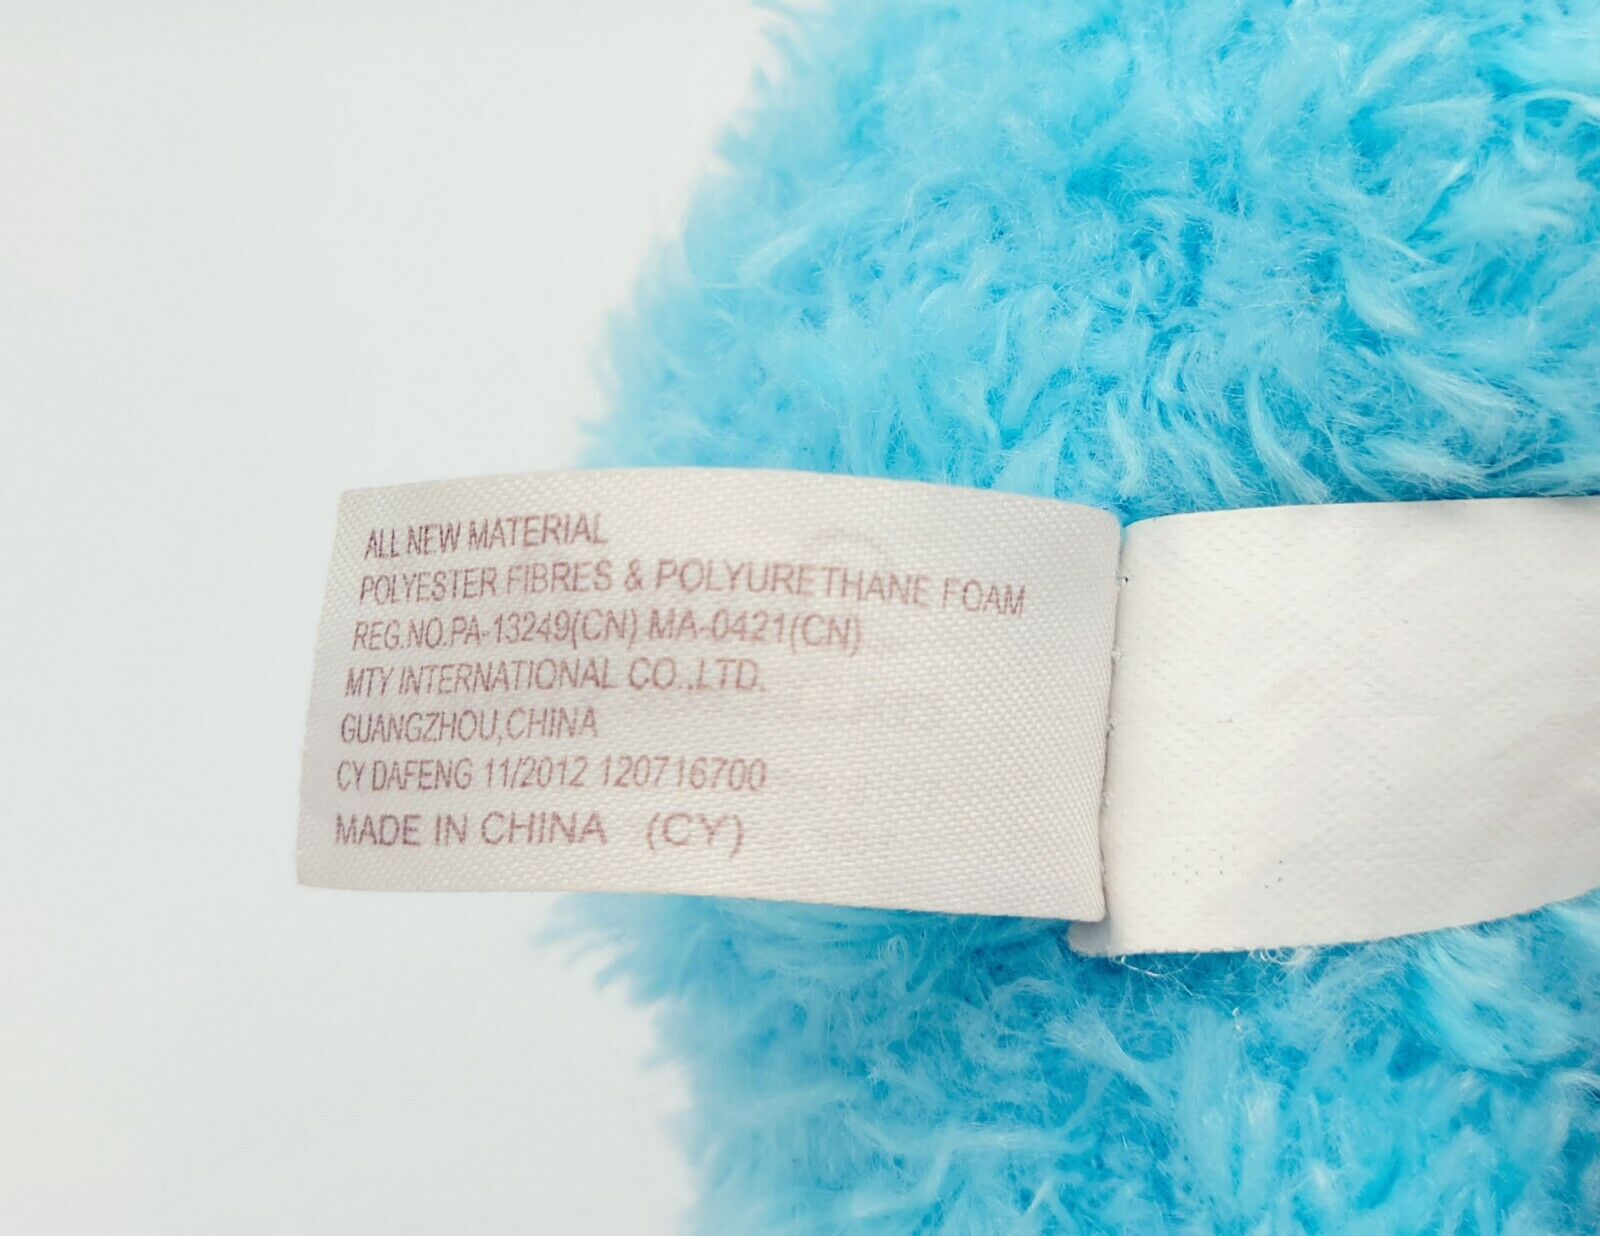 ALL NEW MATERIAL
POLYESTER FIBRES & POLYURETHANE FOAM
REG.NO.PA-13249(CN) MA-0421(CN)
MTY INTERNATIONAL CO.,LTD.
GUANGZHOU,CHINA
CY DAFENG 11/2012 120716700
MADE IN CHINA (CY)